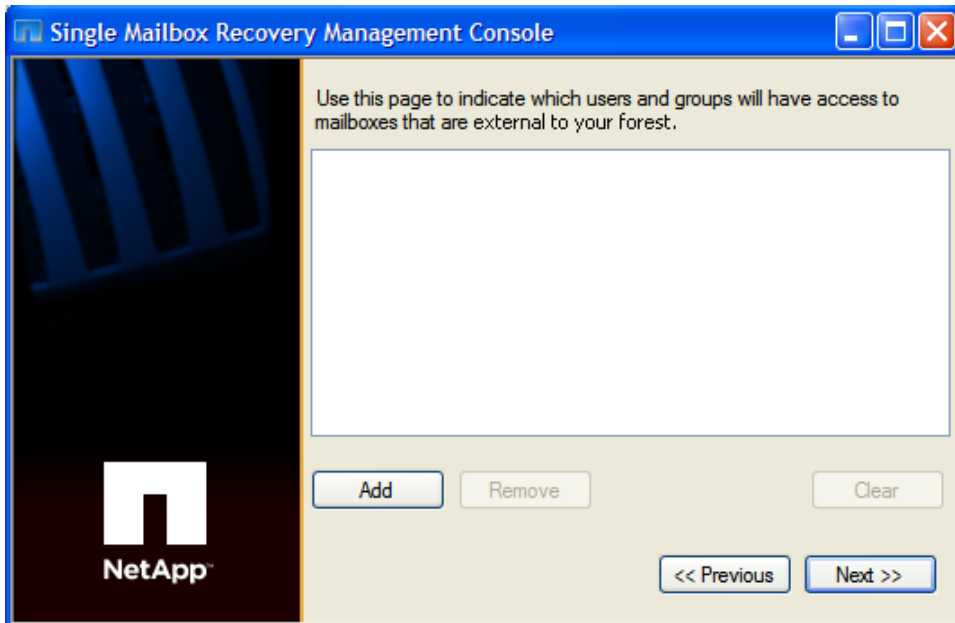 Single Mailbox Recovery Management Console
Use this page to indicate which users and groups will have access to
mailboxes that are external to your forest.
Add
Remove
Clear
NetApp™
<< Previous
Next >>